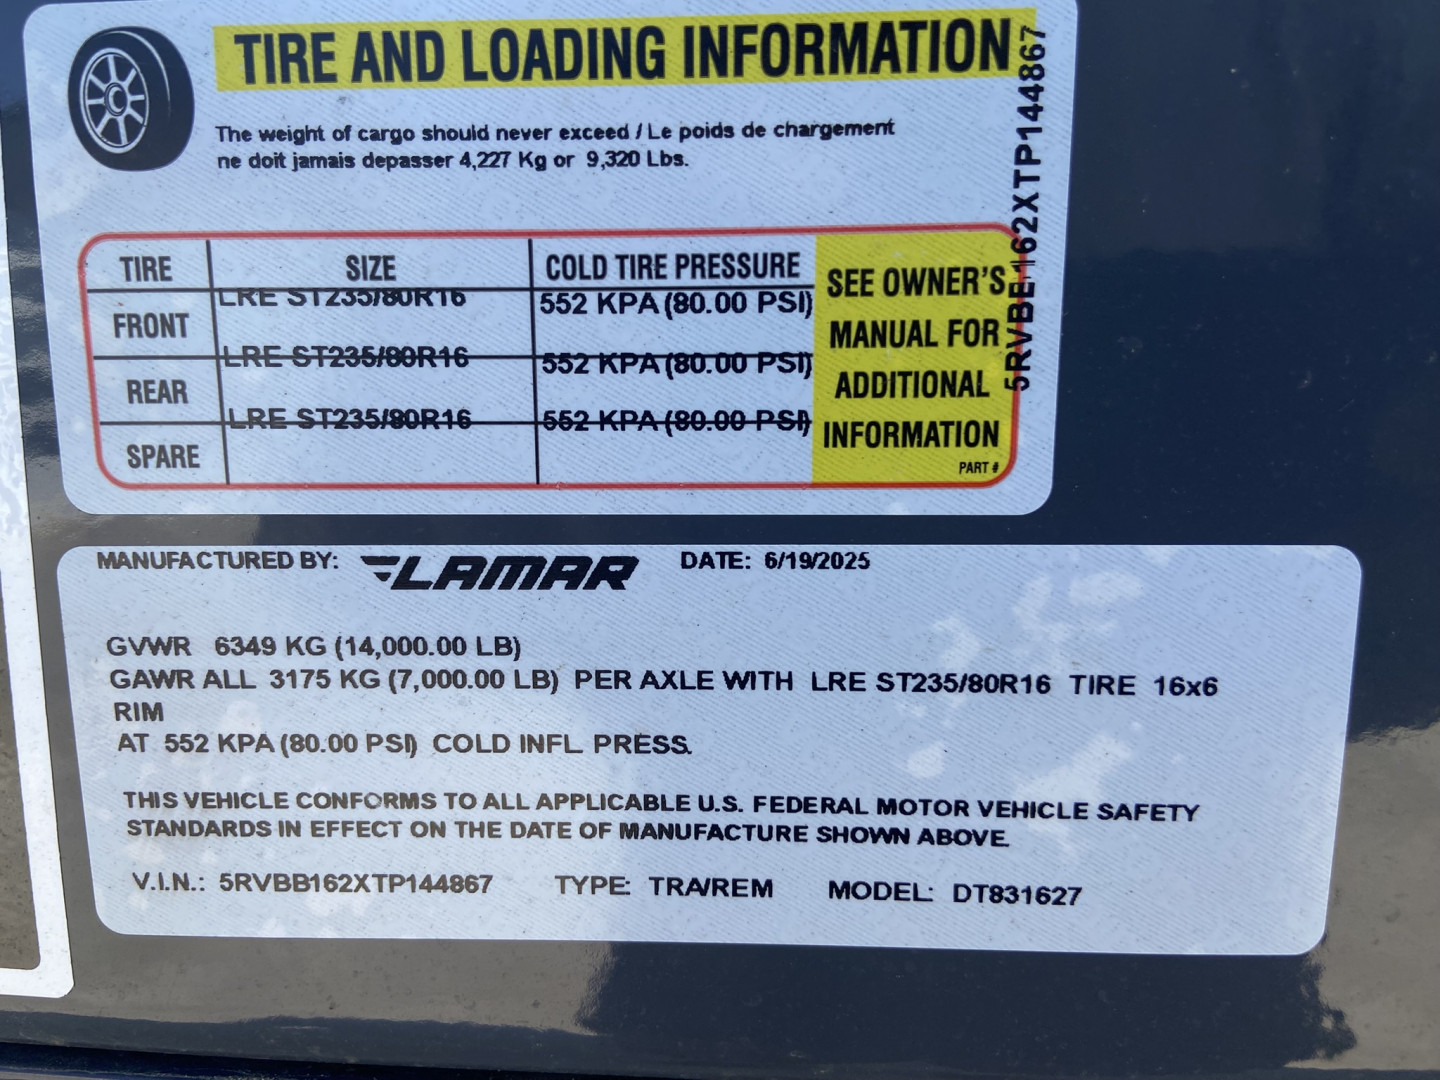 TIRE AND LOADING INFORMATION
The weight of cargo should never exceed / Le poids de chargement
ne doit jamais depasser 4,227 Kg or 9,320 Lbs.
TIRE SIZE COLD TIRE PRESSURE
FRONT LRE ST235/80R16 552 KPA (80.00 PSI)
REAR LRE ST235/80R16 552 KPA (80.00 PSI)
SPARE LRE ST235/80R16 552 KPA (80.00 PSI)
SEE OWNER'S
MANUAL FOR
ADDITIONAL
INFORMATION
PART #
5RVBE162XTP144867
MANUFACTURED BY: LAMAR DATE: 6/19/2025
GVWR 6349 KG (14,000.00 LB)
GAWR ALL 3175 KG (7,000.00 LB) PER AXLE WITH LRE ST235/80R16 TIRE 16x6
RIM
AT 552 KPA (80.00 PSI) COLD INFL. PRESS.
THIS VEHICLE CONFORMS TO ALL APPLICABLE U.S. FEDERAL MOTOR VEHICLE SAFETY
STANDARDS IN EFFECT ON THE DATE OF MANUFACTURE SHOWN ABOVE.
V.I.N.: 5RVBB162XTP144867 TYPE: TRA/REM MODEL: DT831627